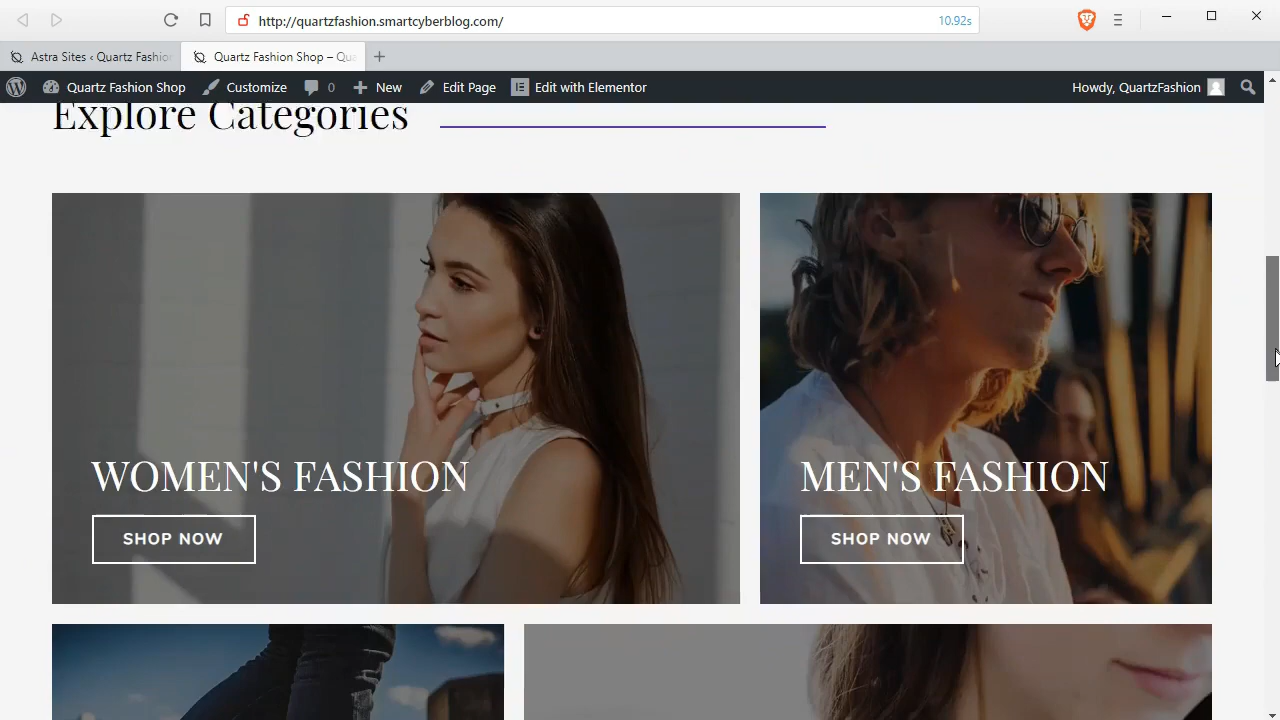 http://quartzfashion.smartcyberblog.com/
10.92s
Astra Sites ‹ Quartz Fashion
Quartz Fashion Shop – Qua
Quartz Fashion Shop
Customize
0
New
Edit Page
Edit with Elementor
Howdy, QuartzFashion
Explore Categories
WOMEN'S FASHION
MEN'S FASHION
SHOP NOW
SHOP NOW